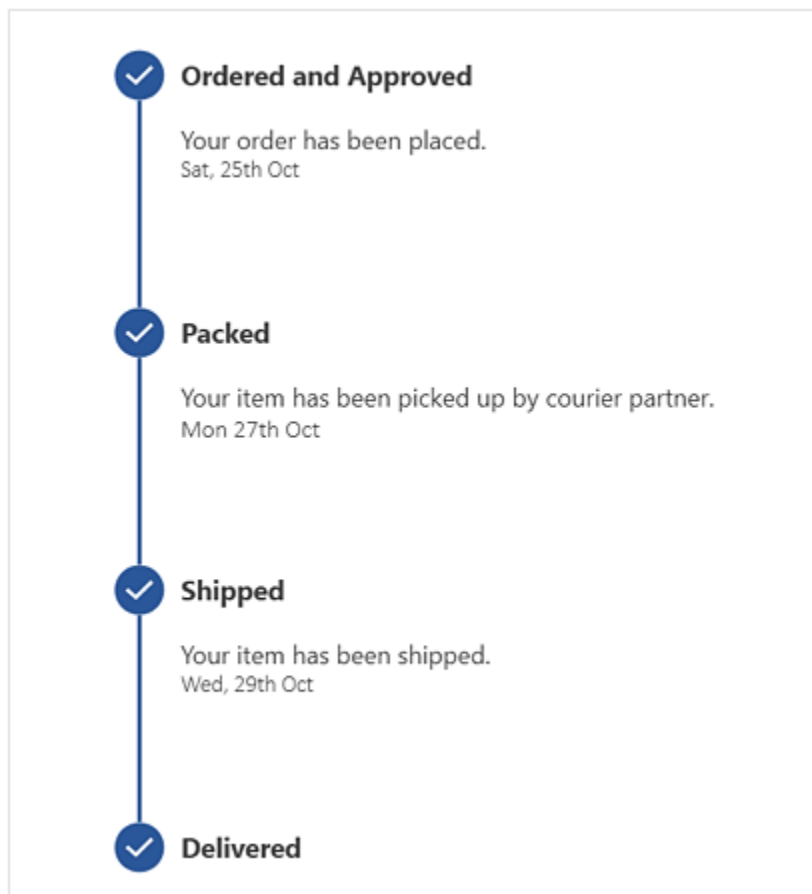 Ordered and Approved
Your order has been placed.
Sat, 25th Oct
Packed
Your item has been picked up by courier partner.
Mon 27th Oct
Shipped
Your item has been shipped.
Wed, 29th Oct
Delivered